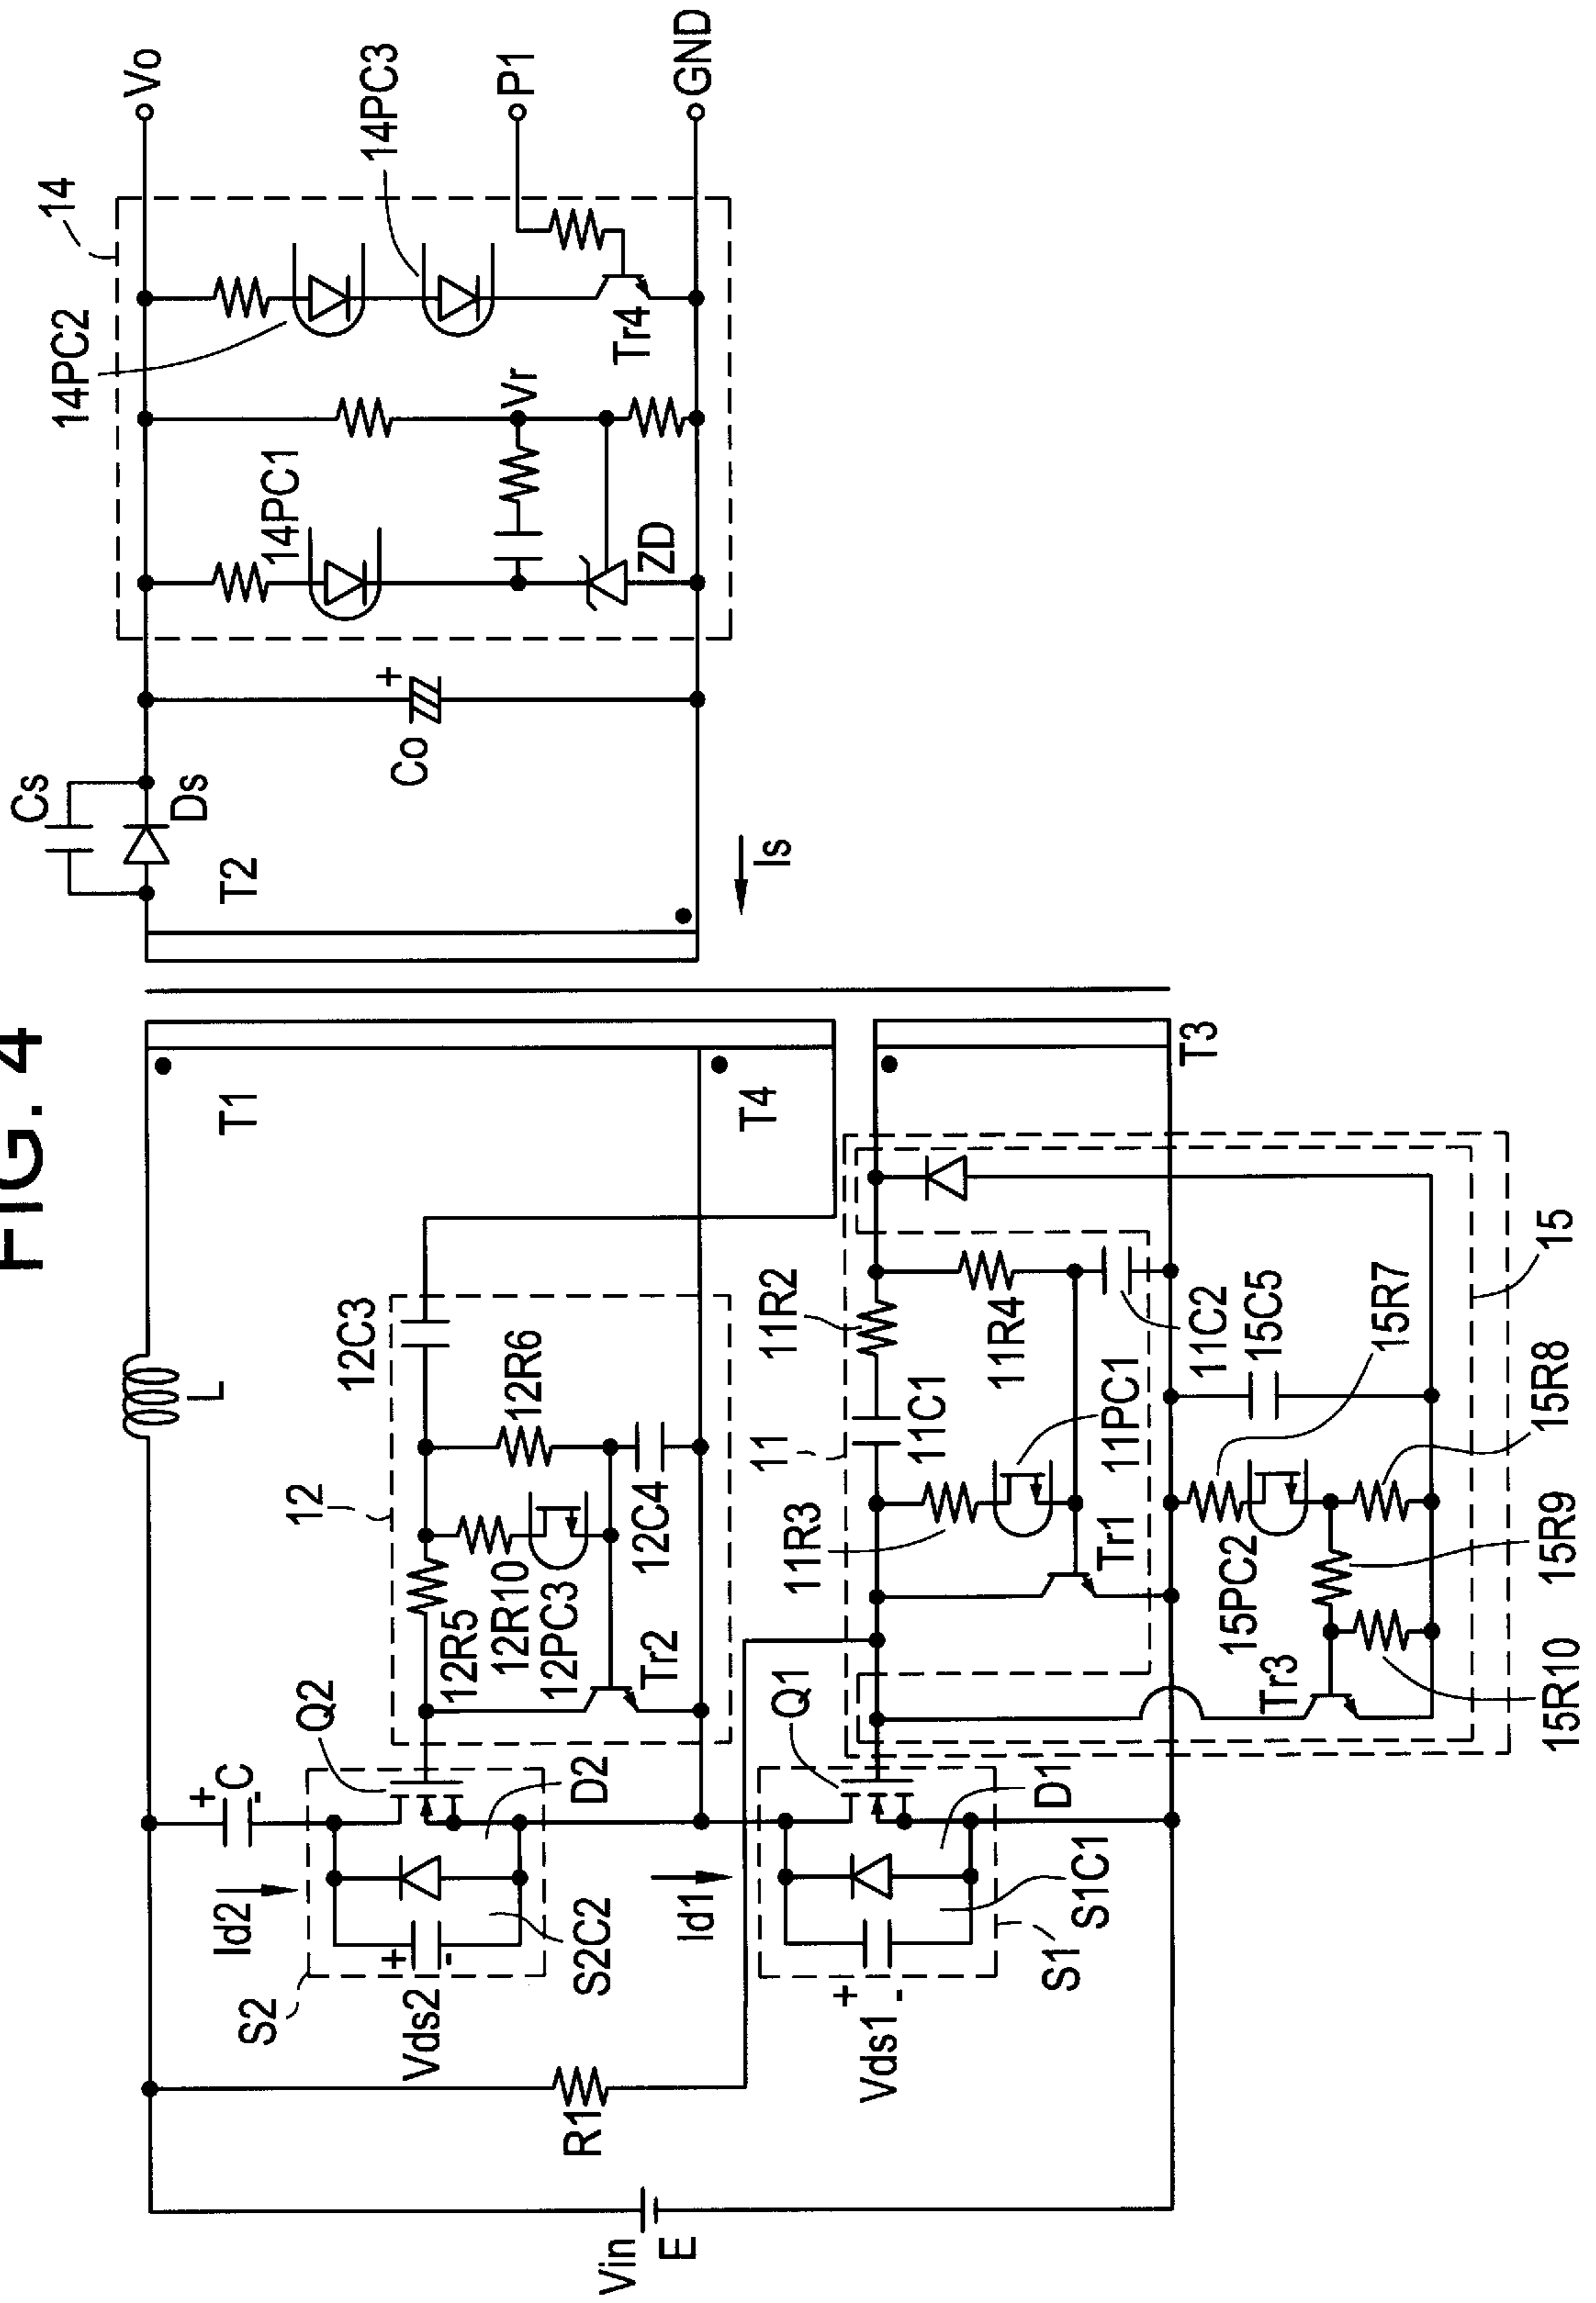 FIG. 4
Cs
Ds
T2
Co
+
Is
14
14PC1
14PC2
14PC3
Vr
ZD
Tr4
Vo
P1
GND
L
T1
T4
T3
12
12C3
12R6
12C4
12R5
12R10
12PC3
Tr2
Q2
D2
+
C
-
Id2
S2
S2C2
Vds2
+
-
Id1
Q1
D1
S1C1
S1
Vds1
+
-
R1
Vin
E
11
11R2
11C1
11R4
11C2
11R3
11PC1
Tr1
15
15C5
15R7
15R8
15R9
15R10
15PC2
Tr3